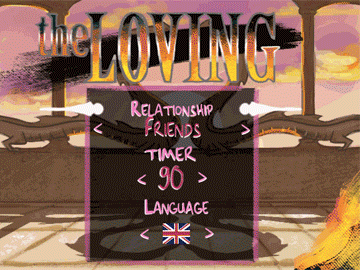 the LOVING
RELATIONSHIP
< FRIENDS >
TIMER
< 90 >
LANGUAGE
< >